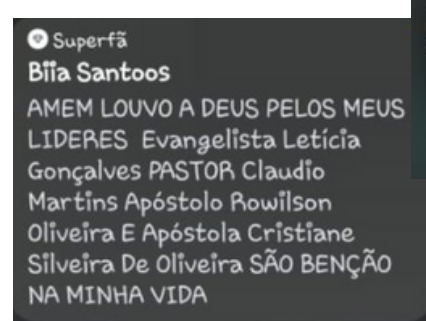 Superfã
Bïia Santoos
AMEM LOUVO A DEUS PELOS MEUS
LIDERES Evangelista Letícia
Gonçalves PASTOR Claudio
Martins Apóstolo Rowilson
Oliveira E Apóstola Cristiane
Silveira De Oliveira SÃO BENÇÃO
NA MINHA VIDA